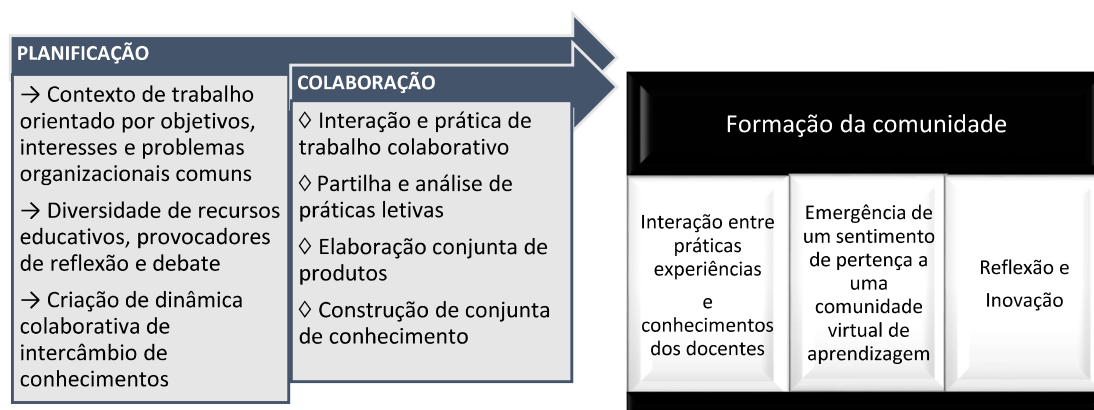 PLANIFICAÇÃO
→ Contexto de trabalho
orientado por objetivos,
interesses e problemas
organizacionais comuns
→ Diversidade de recursos
educativos, provocadores
de reflexão e debate
→ Criação de dinâmica
colaborativa de
intercâmbio de
conhecimentos
COLABORAÇÃO
◊ Interação e prática de
trabalho colaborativo
◊ Partilha e análise de
práticas letivas
◊ Elaboração conjunta de
produtos
◊ Construção de conjunta
de conhecimento
Formação da comunidade
Interação entre
práticas
experiências
e
conhecimentos
dos docentes
Emergência de
um sentimento
de pertença a
uma
comunidade
virtual de
aprendizagem
Reflexão e
Inovação